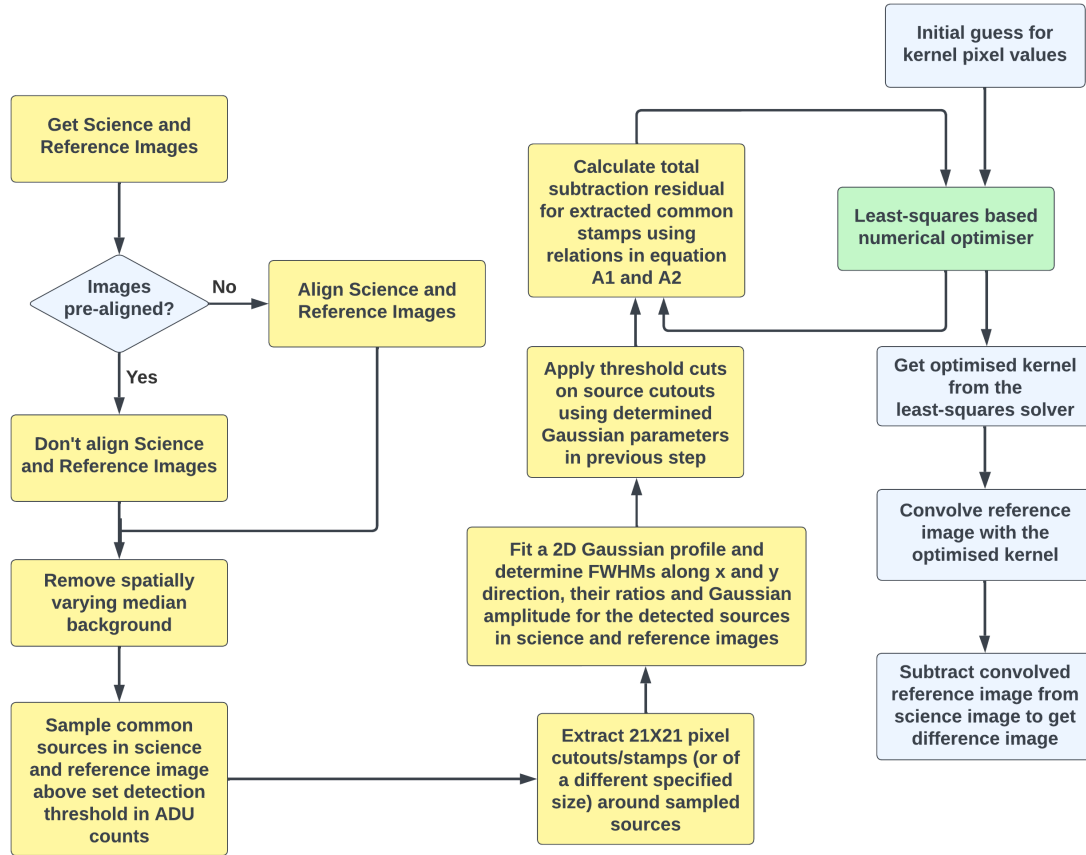 Get Science and
Reference Images
Images
pre-aligned?
No
Align Science and
Reference Images
Yes
Don't align Science
and Reference Images
Remove spatially
varying median
background
Sample common
sources in science
and reference image
above set detection
threshold in ADU
counts
Extract 21X21 pixel
cutouts/stamps (or of
a different specified
size) around sampled
sources
Fit a 2D Gaussian profile and
determine FWHMs along x and y
direction, their ratios and Gaussian
amplitude for the detected sources
in science and reference images
Apply threshold cuts
on source cutouts
using determined
Gaussian parameters
in previous step
Calculate total
subtraction residual
for extracted common
stamps using
relations in equation
A1 and A2
Initial guess for
kernel pixel values
Least-squares based
numerical optimiser
Get optimised kernel
from the
least-squares solver
Convolve reference
image with the
optimised kernel
Subtract convolved
reference image from
science image to get
difference image